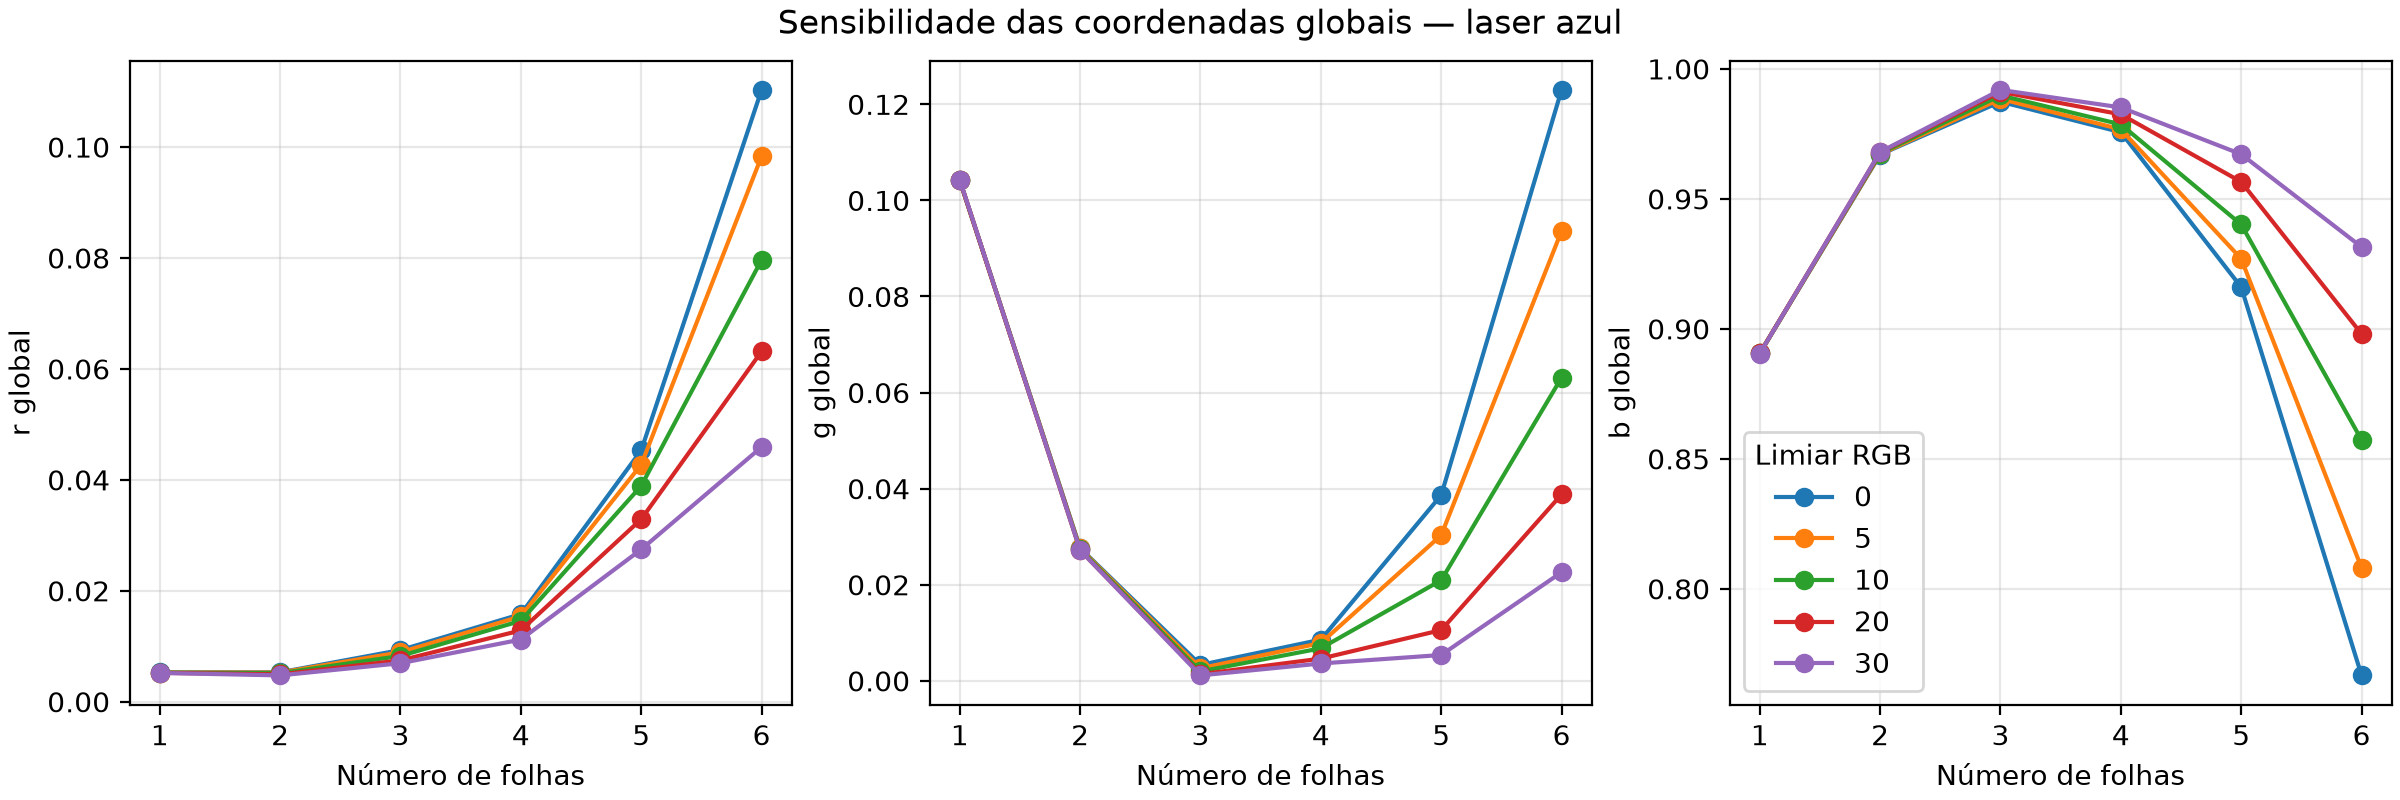 Sensibilidade das coordenadas globais — laser azul
r global
0.10
0.08
0.06
0.04
0.02
0.00
1 2 3 4 5 6
Número de folhas
g global
0.12
0.10
0.08
0.06
0.04
0.02
0.00
1 2 3 4 5 6
Número de folhas
b global
1.00
0.95
0.90
0.85
0.80
Limiar RGB
0
5
10
20
30
1 2 3 4 5 6
Número de folhas